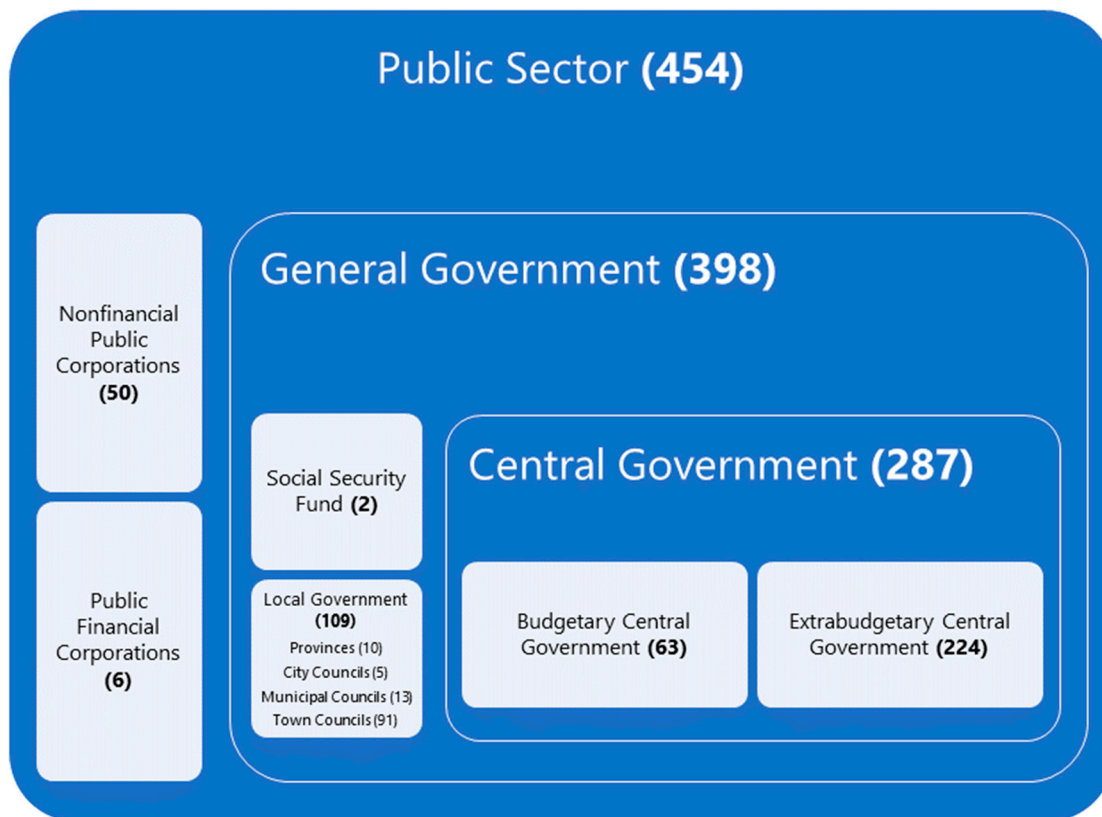 Public Sector (454)
Nonfinancial
Public
Corporations
(50)
Public
Financial
Corporations
(6)
General Government (398)
Social Security
Fund (2)
Local Government
(109)
Provinces (10)
City Councils (5)
Municipal Councils (13)
Town Councils (91)
Central Government (287)
Budgetary Central
Government (63)
Extrabudgetary Central
Government (224)